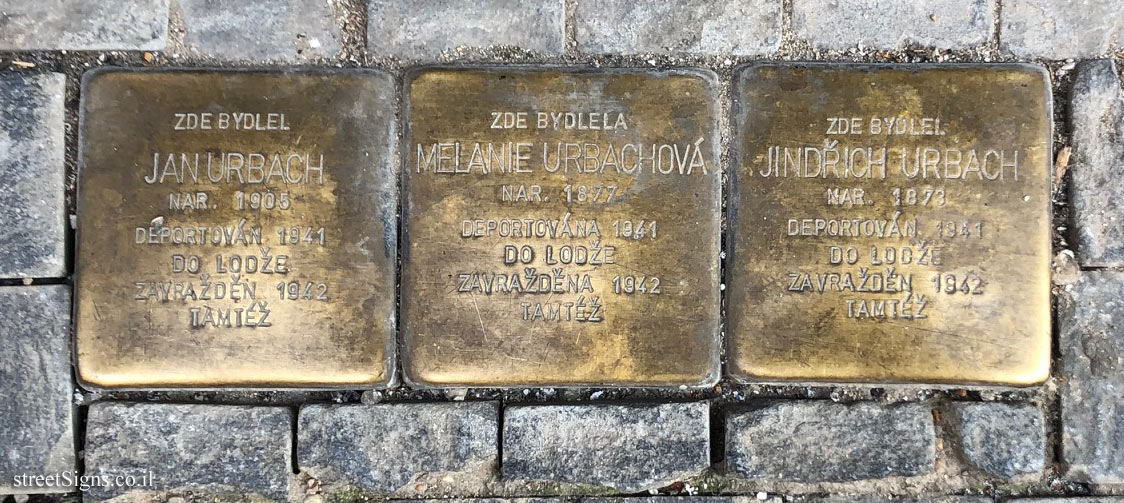 ZDE BYDLEL
JAN URBACH
NAR. 1905
DEPORTOVÁN 1941
DO LODŽE
ZAVRAŽDĚN 1942
TAMTÉŽ
ZDE BYDLELA
MELANIE URBACHOVÁ
NAR. 1877
DEPORTOVÁNA 1941
DO LODŽE
ZAVRAŽDĚNA 1942
TAMTÉŽ
ZDE BYDLEL
JINDŘICH URBACH
NAR. 1873
DEPORTOVÁN 1941
DO LODŽE
ZAVRAŽDĚN 1942
TAMTÉŽ
streetSigns.co.il